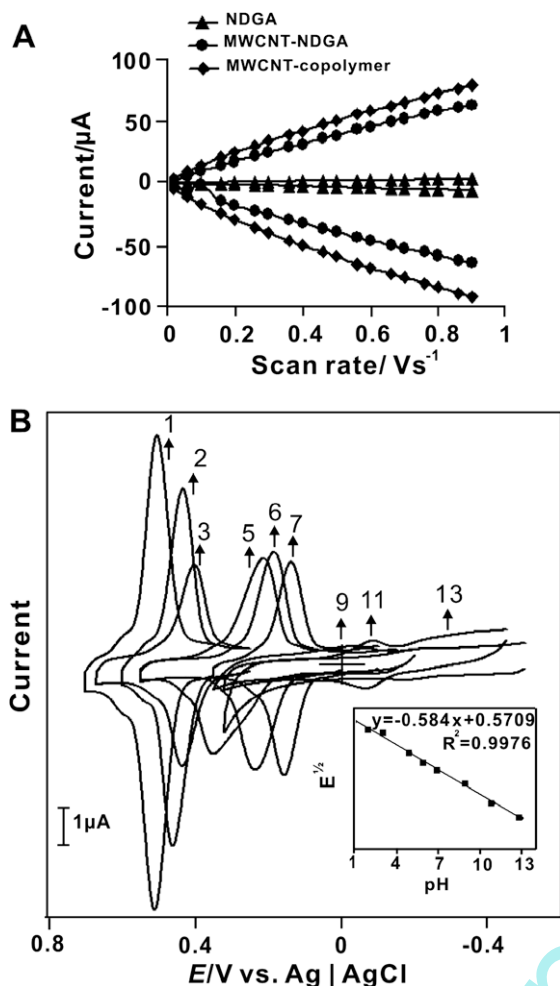 A
NDGA
MWCNT-NDGA
MWCNT-copolymer
100
50
0
-50
-100
Current/µA
0 0.2 0.4 0.6 0.8 1
Scan rate/ Vs-1
B
1
2
3
5
6
7
9
11
13
Current
1µA
y=-0.584x+0.5709
R2=0.9976
E½
1 4 7 9 11 13
pH
0.8 0.4 0 -0.4
E/V vs. Ag | AgCl